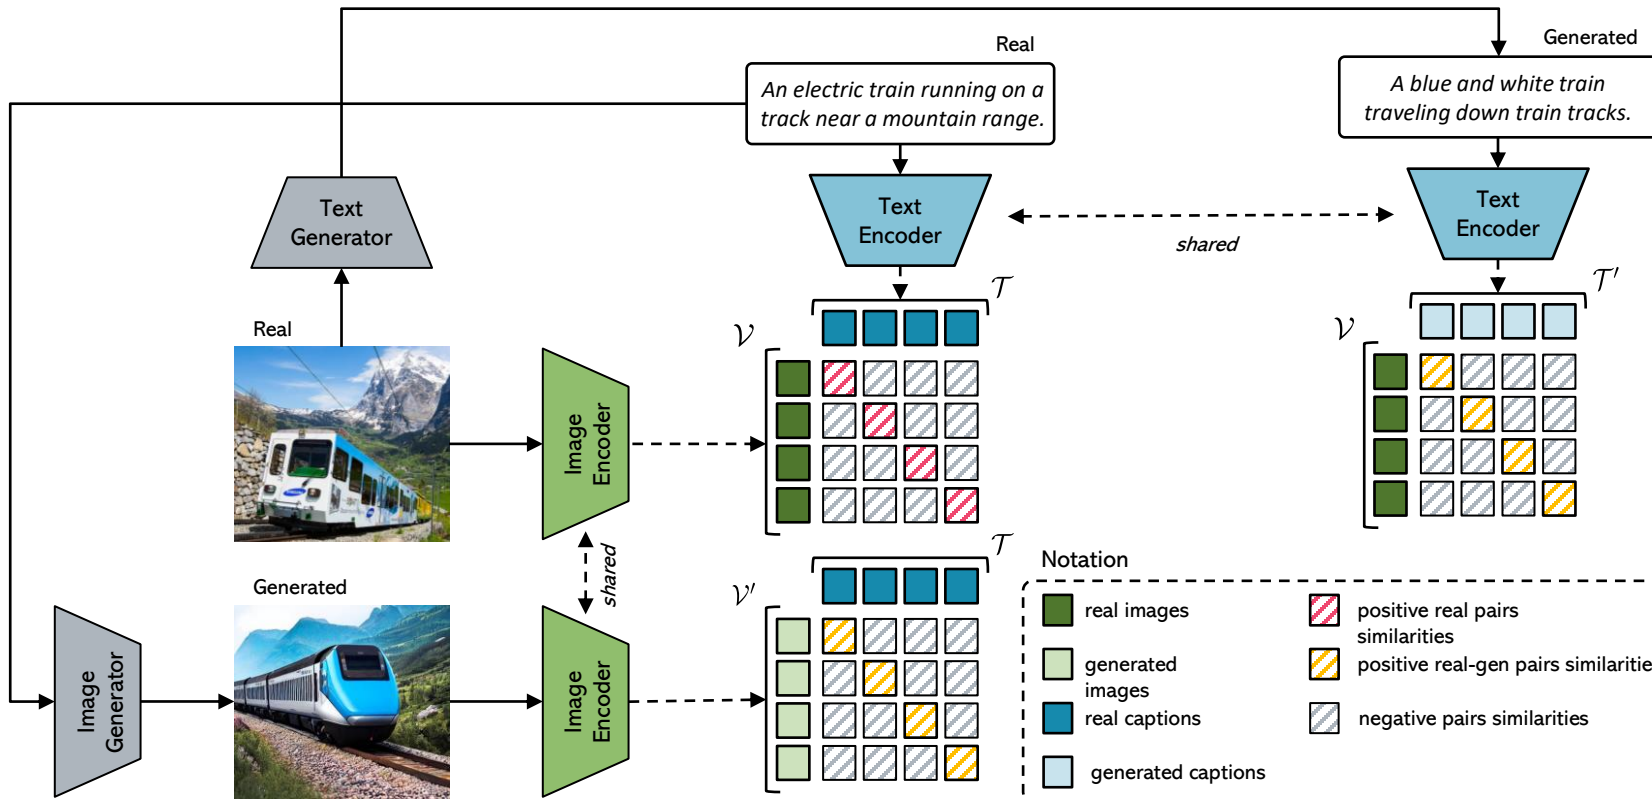 Real
Generated
An electric train running on a
track near a mountain range.
A blue and white train
traveling down train tracks.
Text
Generator
Text
Encoder
shared
Text
Encoder
𝒯
𝒯′
Real
𝒱
𝒱
Image
Encoder
shared
𝒯
Generated
𝒱′
Image
Generator
Image
Encoder
Notation
real images
generated
images
real captions
generated captions
positive real pairs
similarities
positive real-gen pairs similarities
negative pairs similarities